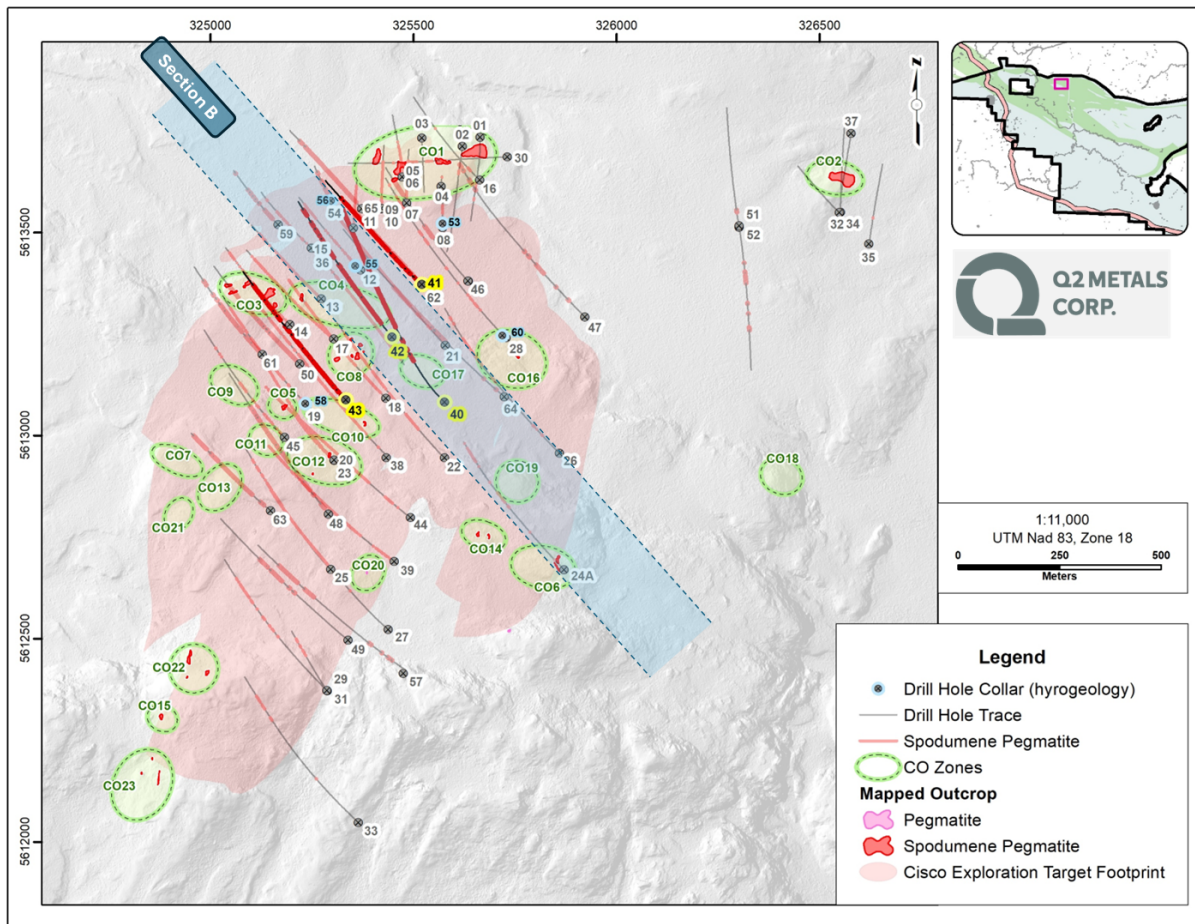 325000
325500
326000
326500
5613500
5613000
5612500
5612000
Section B
N
03
02
01
CO1
30
05
06
04
16
56
54
65
11
09
10
07
53
08
37
CO2
32 34
35
51
52
59
15
36
55
12
41
62
46
47
CO4
13
CO3
14
17
42
21
60
28
CO16
61
50
CO8
CO17
64
CO9
CO5
58
19
43
18
40
CO10
CO11
45
CO12
20
23
38
22
26
CO7
CO13
CO19
CO18
CO21
63
48
44
CO14
CO6
24A
25
CO20
39
27
49
57
CO22
29
31
CO15
CO23
33
Q2 METALS
CORP.
1:11,000
UTM Nad 83, Zone 18
0 250 500
Meters
Legend
Drill Hole Collar (hyrogeology)
Drill Hole Trace
Spodumene Pegmatite
CO Zones
Mapped Outcrop
Pegmatite
Spodumene Pegmatite
Cisco Exploration Target Footprint